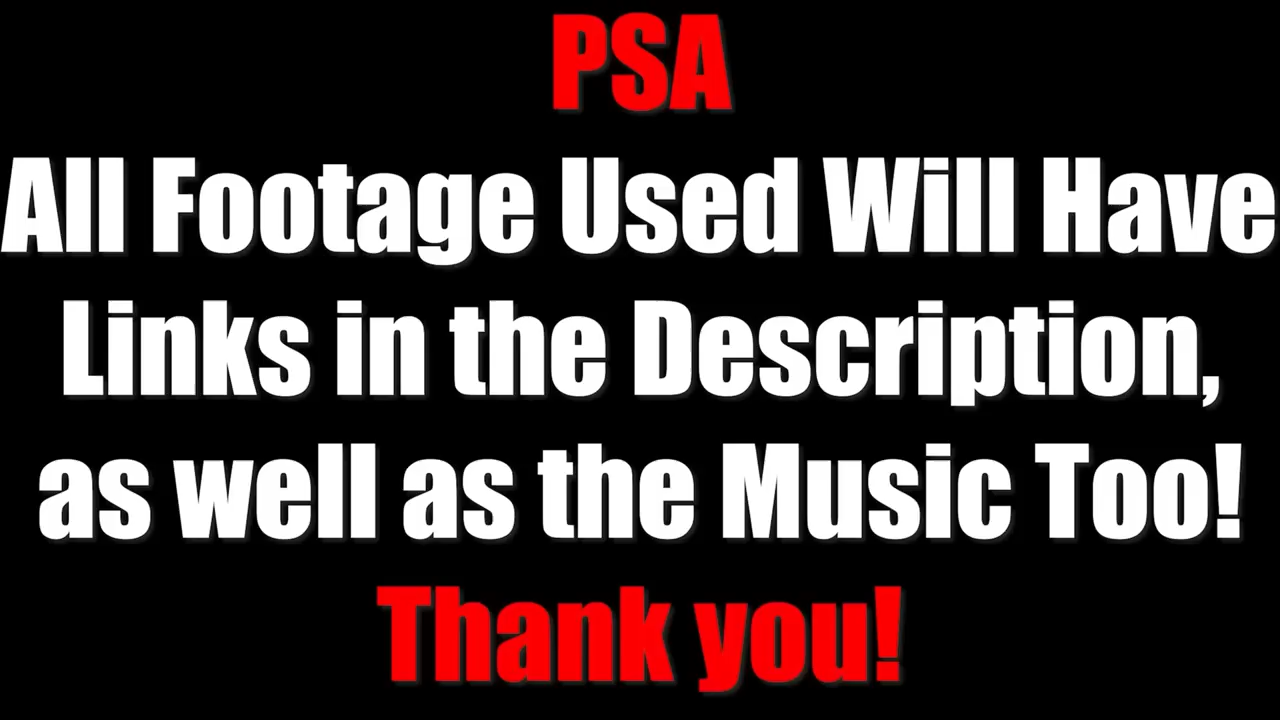 PSA
All Footage Used Will Have
Links in the Description,
as well as the Music Too!
Thank you!